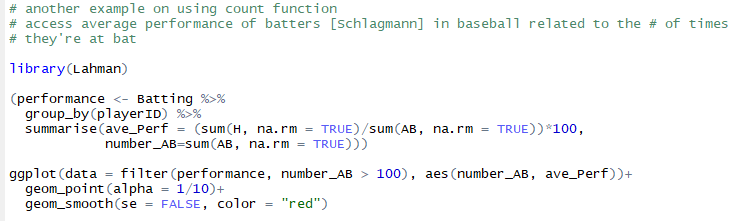 # another example on using count function
# access average performance of batters [Schlagmann] in baseball related to the # of times
# they're at bat
library(Lahman)
(performance <- Batting %>%
group_by(playerID) %>%
summarise(ave_Perf = (sum(H, na.rm = TRUE)/sum(AB, na.rm = TRUE))*100,
number_AB=sum(AB, na.rm = TRUE)))
ggplot(data = filter(performance, number_AB > 100), aes(number_AB, ave_Perf))+
geom_point(alpha = 1/10)+
geom_smooth(se = FALSE, color = "red")